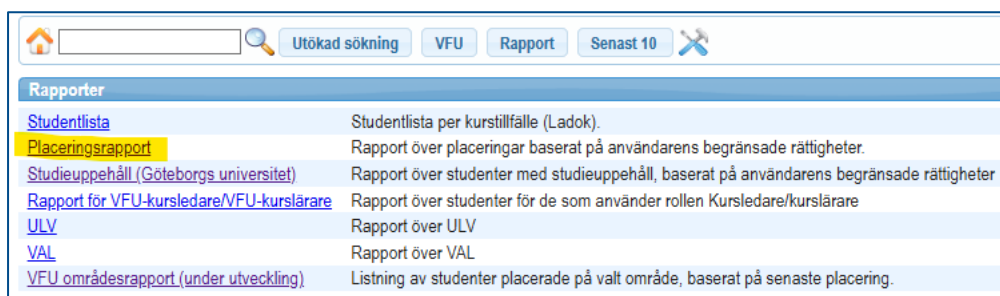 Utökad sökning VFU Rapport Senast 10
Rapporter
Studentlista Studentlista per kurstillfälle (Ladok).
Placeringsrapport Rapport över placeringar baserat på användarens begränsade rättigheter.
Studieuppehåll (Göteborgs universitet) Rapport över studenter med studieuppehåll, baserat på användarens begränsade rättigheter
Rapport för VFU-kursledare/VFU-kurslärare Rapport över studenter för de som använder rollen Kursledare/kurslärare
ULV Rapport över ULV
VAL Rapport över VAL
VFU områdesrapport (under utveckling) Listning av studenter placerade på valt område, baserat på senaste placering.